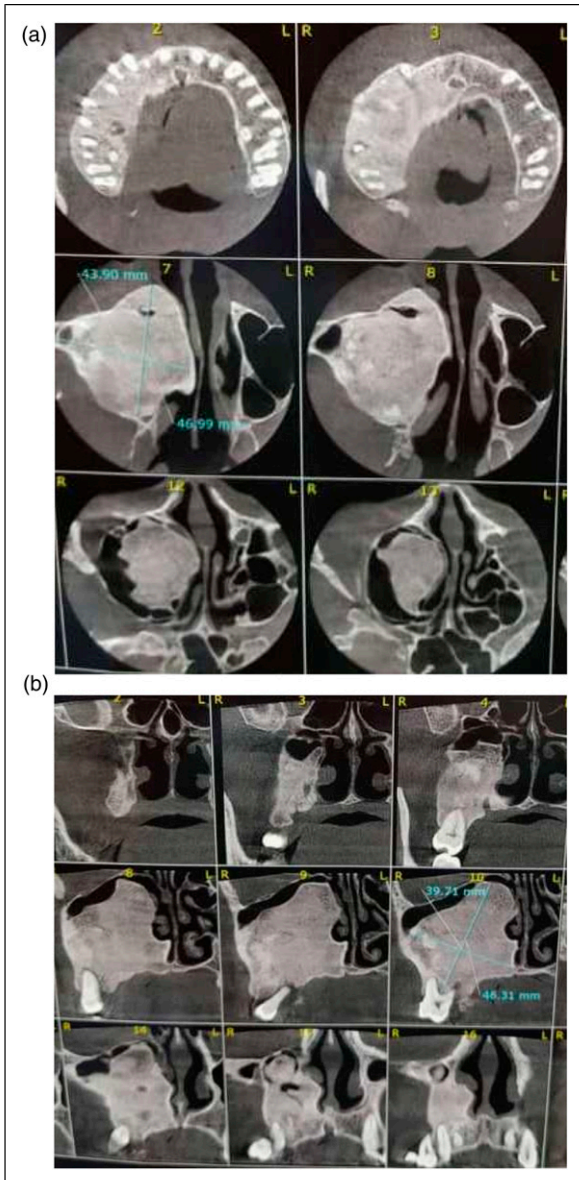 (a)
2 L
R 3 L
7 L
43.90 mm
46.99 mm
R 8 L
R 12 L
R 13 L
(b)
2 L
R 3 L
R 4
R 8 L
R 9 L
R 10
39.71 mm
46.31 mm
R 14 L
R L
R 16 L